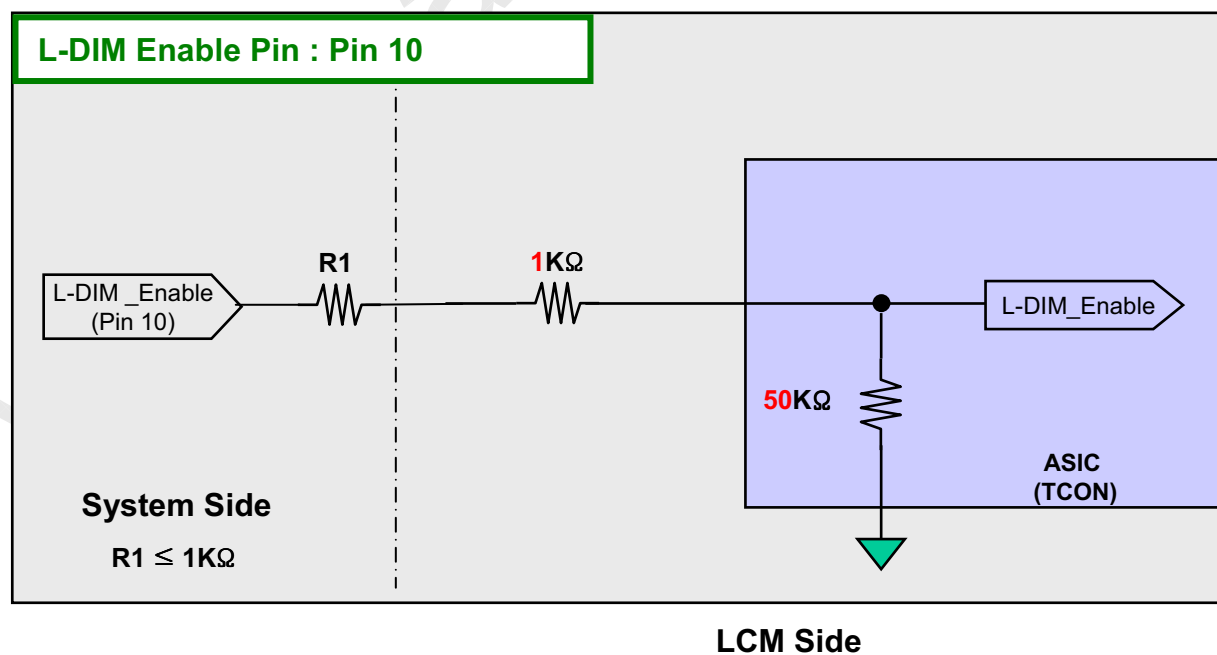 L-DIM Enable Pin : Pin 10
R1
1KΩ
L-DIM _Enable
(Pin 10)
L-DIM_Enable
50KΩ
ASIC
(TCON)
System Side
R1 ≤ 1KΩ
LCM Side